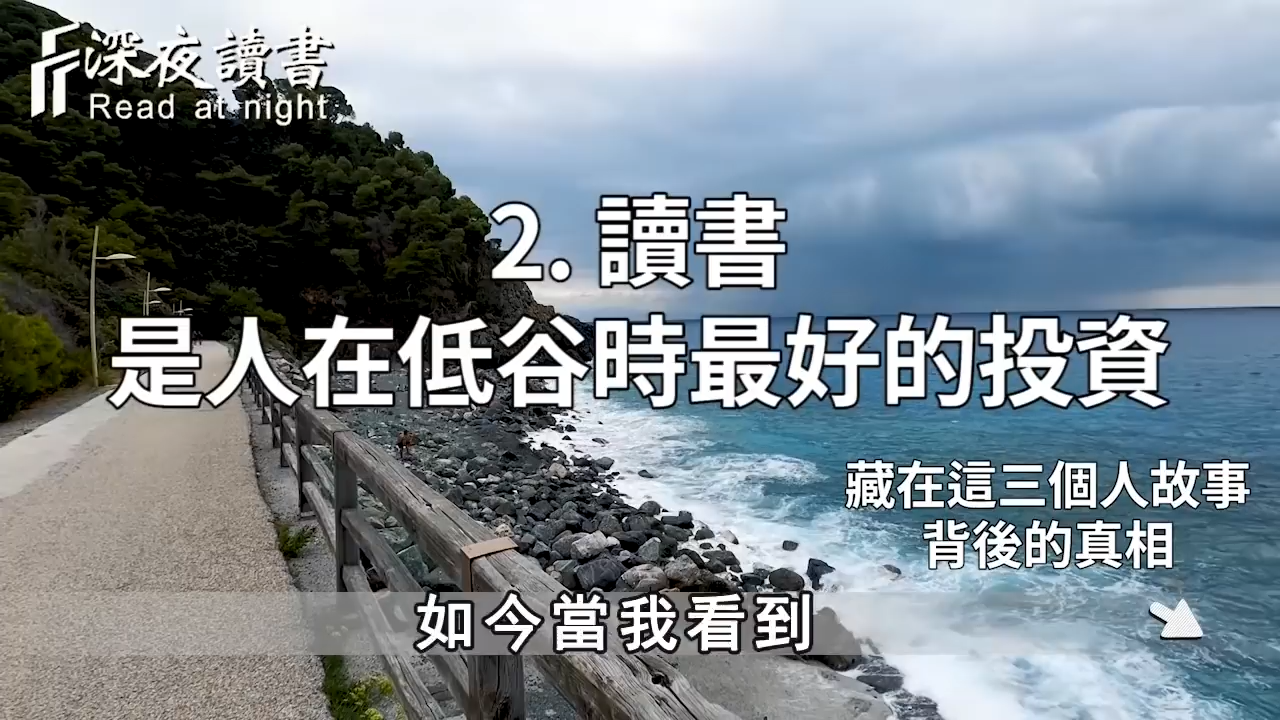 深夜讀書
Read at night
2. 讀書
是人在低谷時最好的投資
藏在這三個人故事
背後的真相
如今當我看到